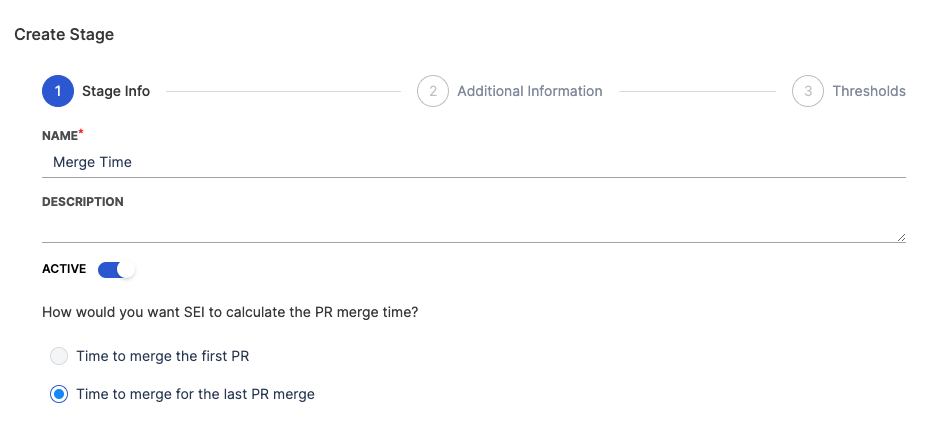 Create Stage
1 Stage Info 2 Additional Information 3 Thresholds
NAME*
Merge Time
DESCRIPTION
ACTIVE
How would you want SEI to calculate the PR merge time?
Time to merge the first PR
Time to merge for the last PR merge